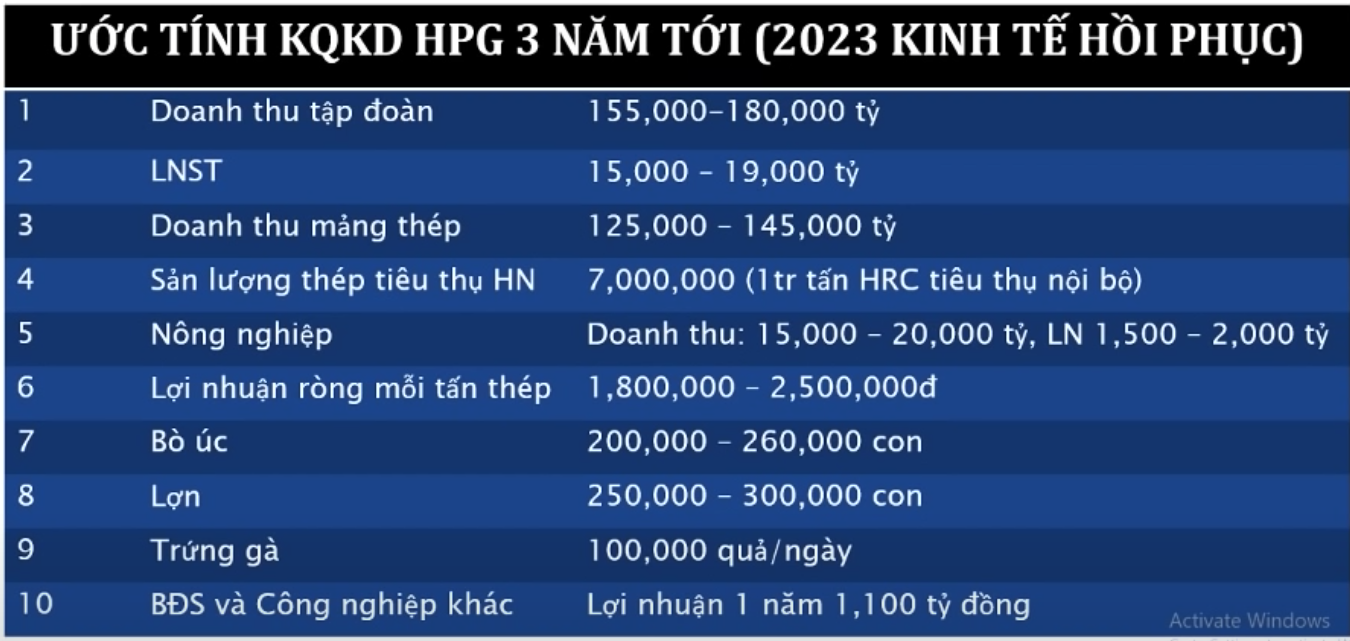 ƯỚC TÍNH KQKD HPG 3 NĂM TỚI (2023 KINH TẾ HỒI PHỤC)
1 Doanh thu tập đoàn 155,000–180,000 tỷ
2 LNST 15,000 – 19,000 tỷ
3 Doanh thu mảng thép 125,000 – 145,000 tỷ
4 Sản lượng thép tiêu thụ HN 7,000,000 (1tr tấn HRC tiêu thụ nội bộ)
5 Nông nghiệp Doanh thu: 15,000 – 20,000 tỷ, LN 1,500 – 2,000 tỷ
6 Lợi nhuận ròng mỗi tấn thép 1,800,000 – 2,500,000đ
7 Bò úc 200,000 – 260,000 con
8 Lợn 250,000 – 300,000 con
9 Trứng gà 100,000 quả/ngày
10 BĐS và Công nghiệp khác Lợi nhuận 1 năm 1,100 tỷ đồng
Activate Windows